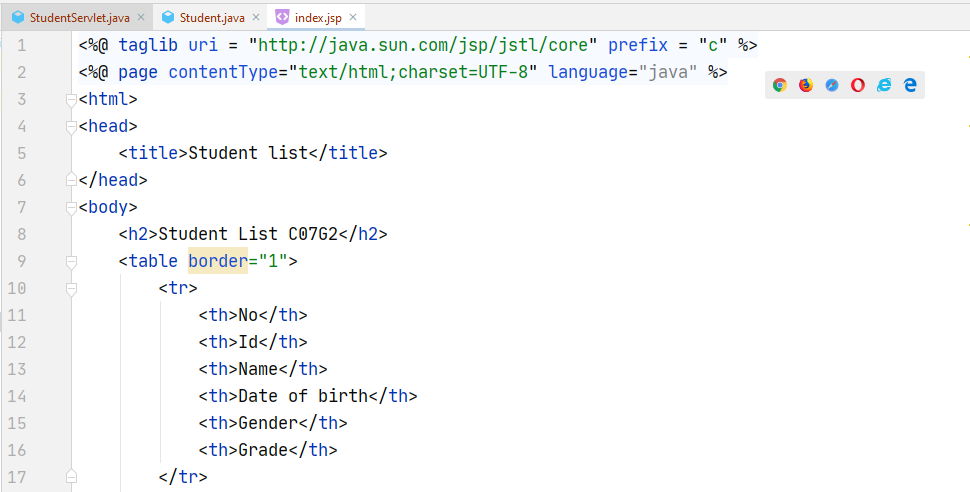 StudentServlet.java × Student.java × index.jsp ×
1 <%@ taglib uri = "http://java.sun.com/jsp/jstl/core" prefix = "c" %>
2 <%@ page contentType="text/html;charset=UTF-8" language="java" %>
3 <html>
4 <head>
5 <title>Student list</title>
6 </head>
7 <body>
8 <h2>Student List C07G2</h2>
9 <table border="1">
10 <tr>
11 <th>No</th>
12 <th>Id</th>
13 <th>Name</th>
14 <th>Date of birth</th>
15 <th>Gender</th>
16 <th>Grade</th>
17 </tr>